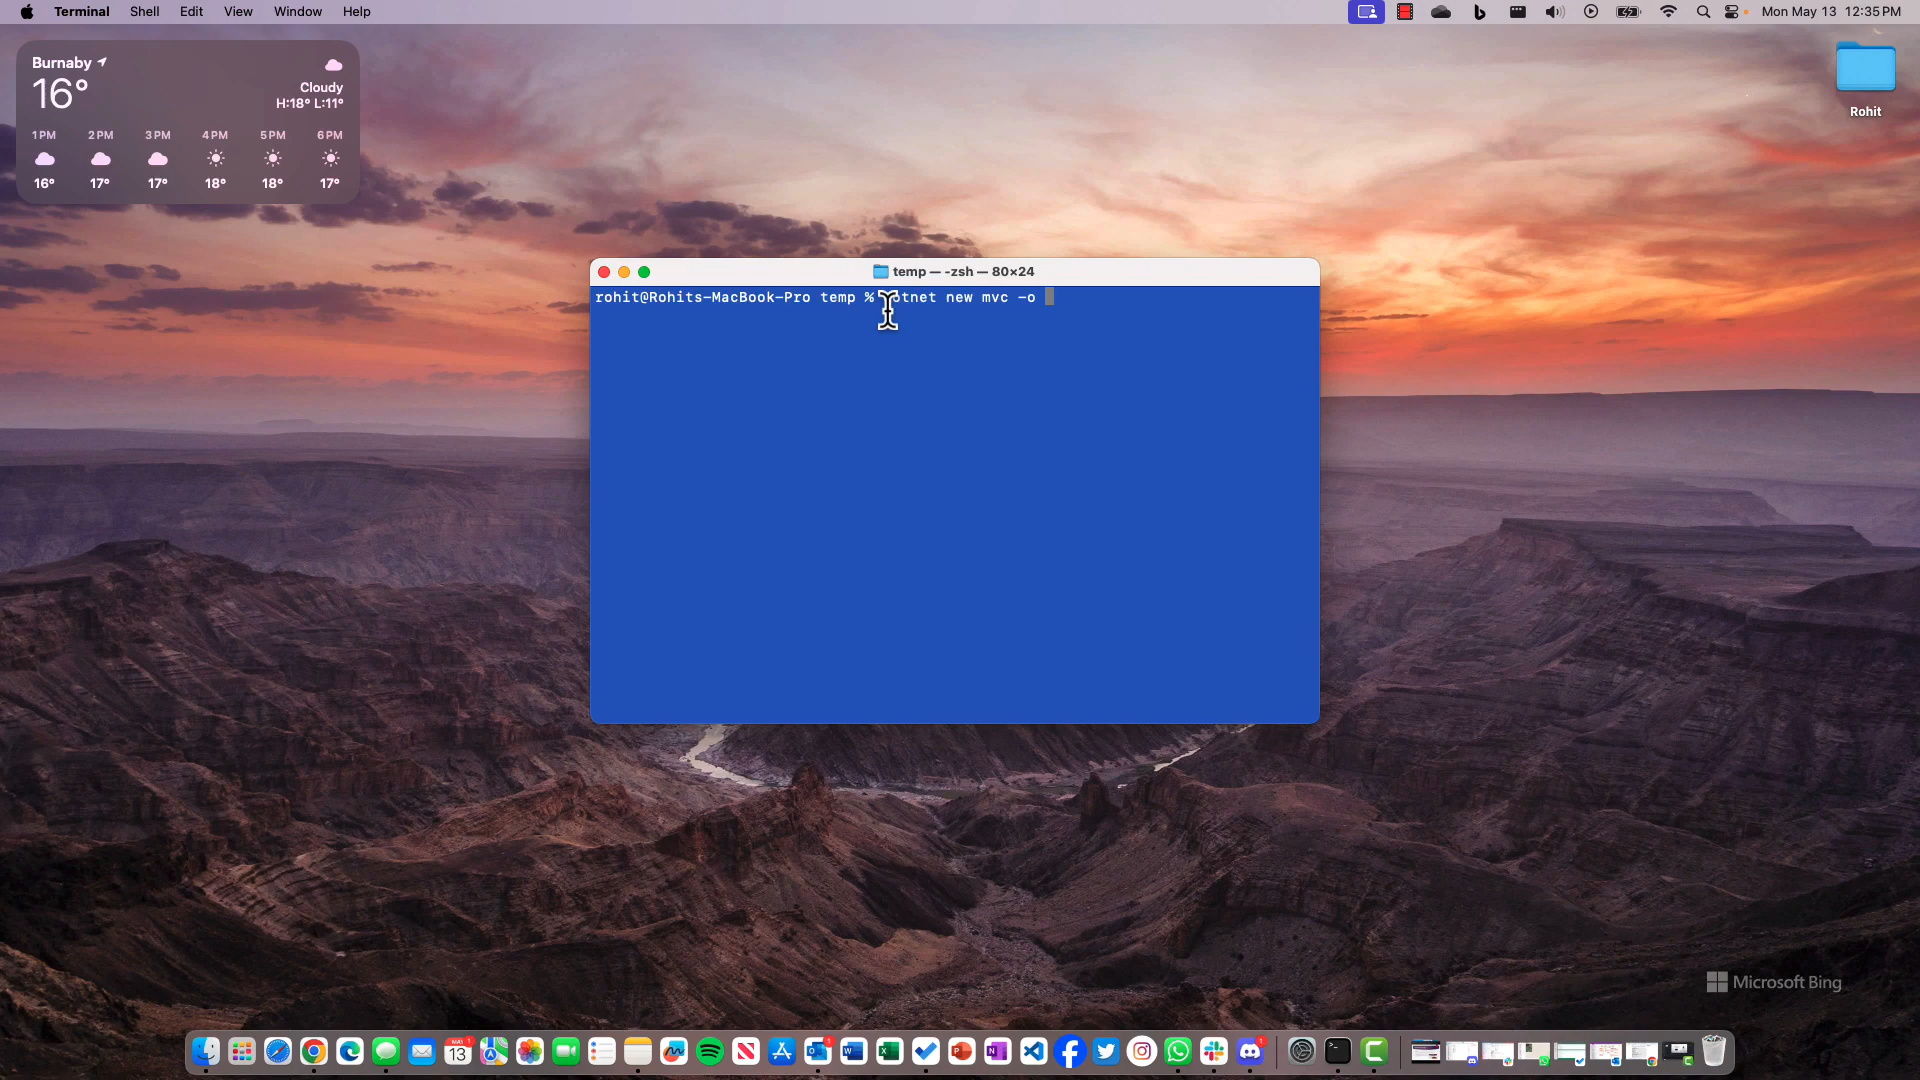 Terminal Shell Edit View Window Help
Mon May 13 12:35 PM
Burnaby
16°
Cloudy
H:18° L:11°
1 PM 2 PM 3 PM 4 PM 5 PM 6 PM
16° 17° 17° 18° 18° 17°
Rohit
temp — -zsh — 80×24
rohit@Rohits-MacBook-Pro temp % new mvc -o
Microsoft Bing
MAY
13